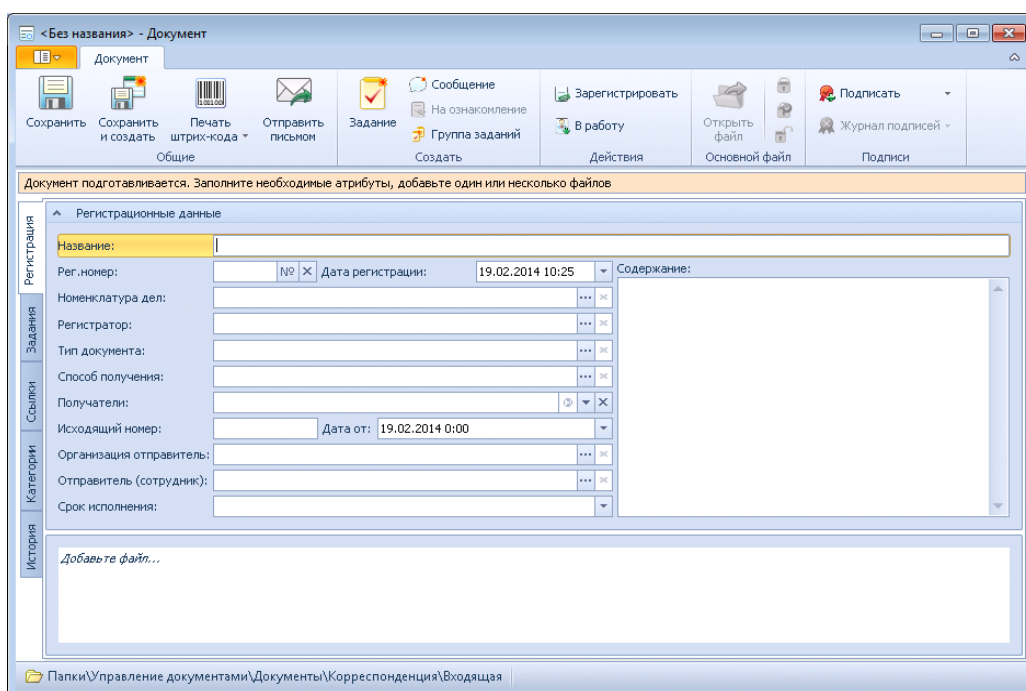 <Без названия> - Документ
Документ
Сохранить
Сохранить и создать
Печать штрих-кода
Отправить письмом
Общие
Задание
Сообщение
На ознакомление
Группа заданий
Создать
Зарегистрировать
В работу
Действия
Открыть файл
Основной файл
Подписать
Журнал подписей
Подписи
Документ подготавливается. Заполните необходимые атрибуты, добавьте один или несколько файлов
Регистрация
Задания
Ссылки
Категории
История
Регистрационные данные
Название:
Рег.номер: № Дата регистрации: 19.02.2014 10:25 Содержание:
Номенклатура дел:
Регистратор:
Тип документа:
Способ получения:
Получатели:
Исходящий номер: Дата от: 19.02.2014 0:00
Организация отправитель:
Отправитель (сотрудник):
Срок исполнения:
Добавьте файл...
Папки\Управление документами\Документы\Корреспонденция\Входящая